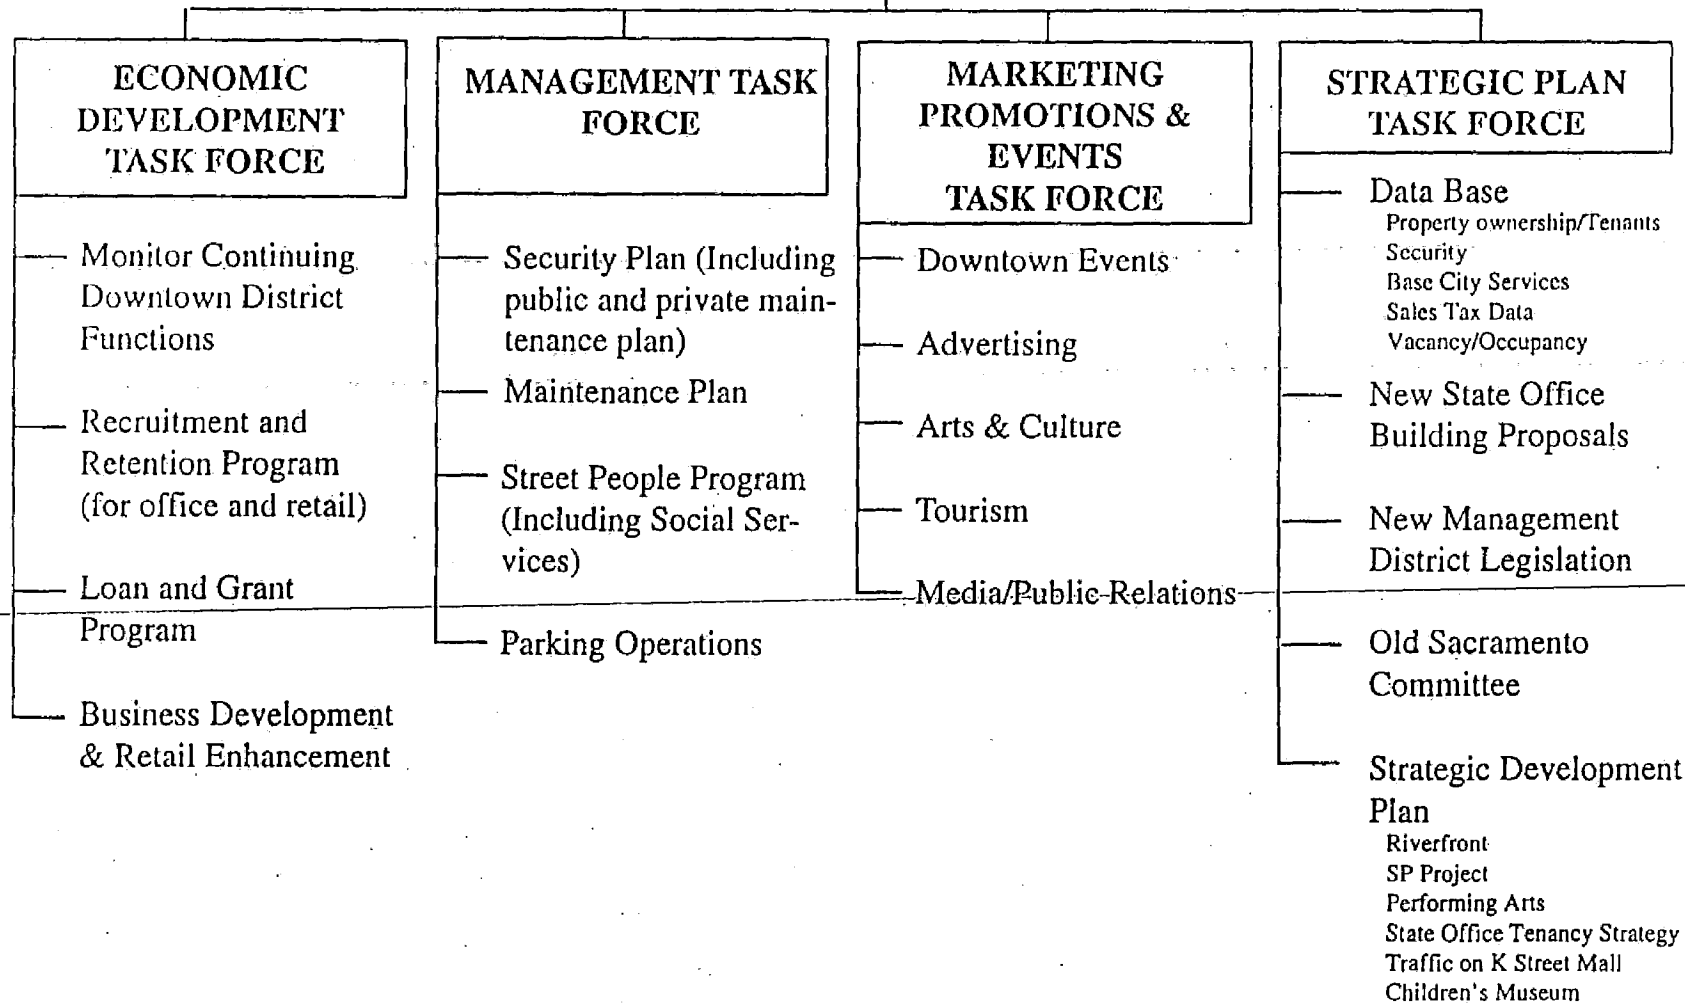 ECONOMIC
DEVELOPMENT
TASK FORCE
Monitor Continuing
Downtown District
Functions
Recruitment and
Retention Program
(for office and retail)
Loan and Grant
Program
Business Development
& Retail Enhancement
MANAGEMENT TASK
FORCE
Security Plan (Including
public and private main-
tenance plan)
Maintenance Plan
Street People Program
(Including Social Ser-
vices)
Parking Operations
MARKETING
PROMOTIONS &
EVENTS
TASK FORCE
Downtown Events
Advertising
Arts & Culture
Tourism
Media/Public Relations
STRATEGIC PLAN
TASK FORCE
Data Base
Property ownership/Tenants
Security
Base City Services
Sales Tax Data
Vacancy/Occupancy
New State Office
Building Proposals
New Management
District Legislation
Old Sacramento
Committee
Strategic Development
Plan
Riverfront
SP Project
Performing Arts
State Office Tenancy Strategy
Traffic on K Street Mall
Children's Museum